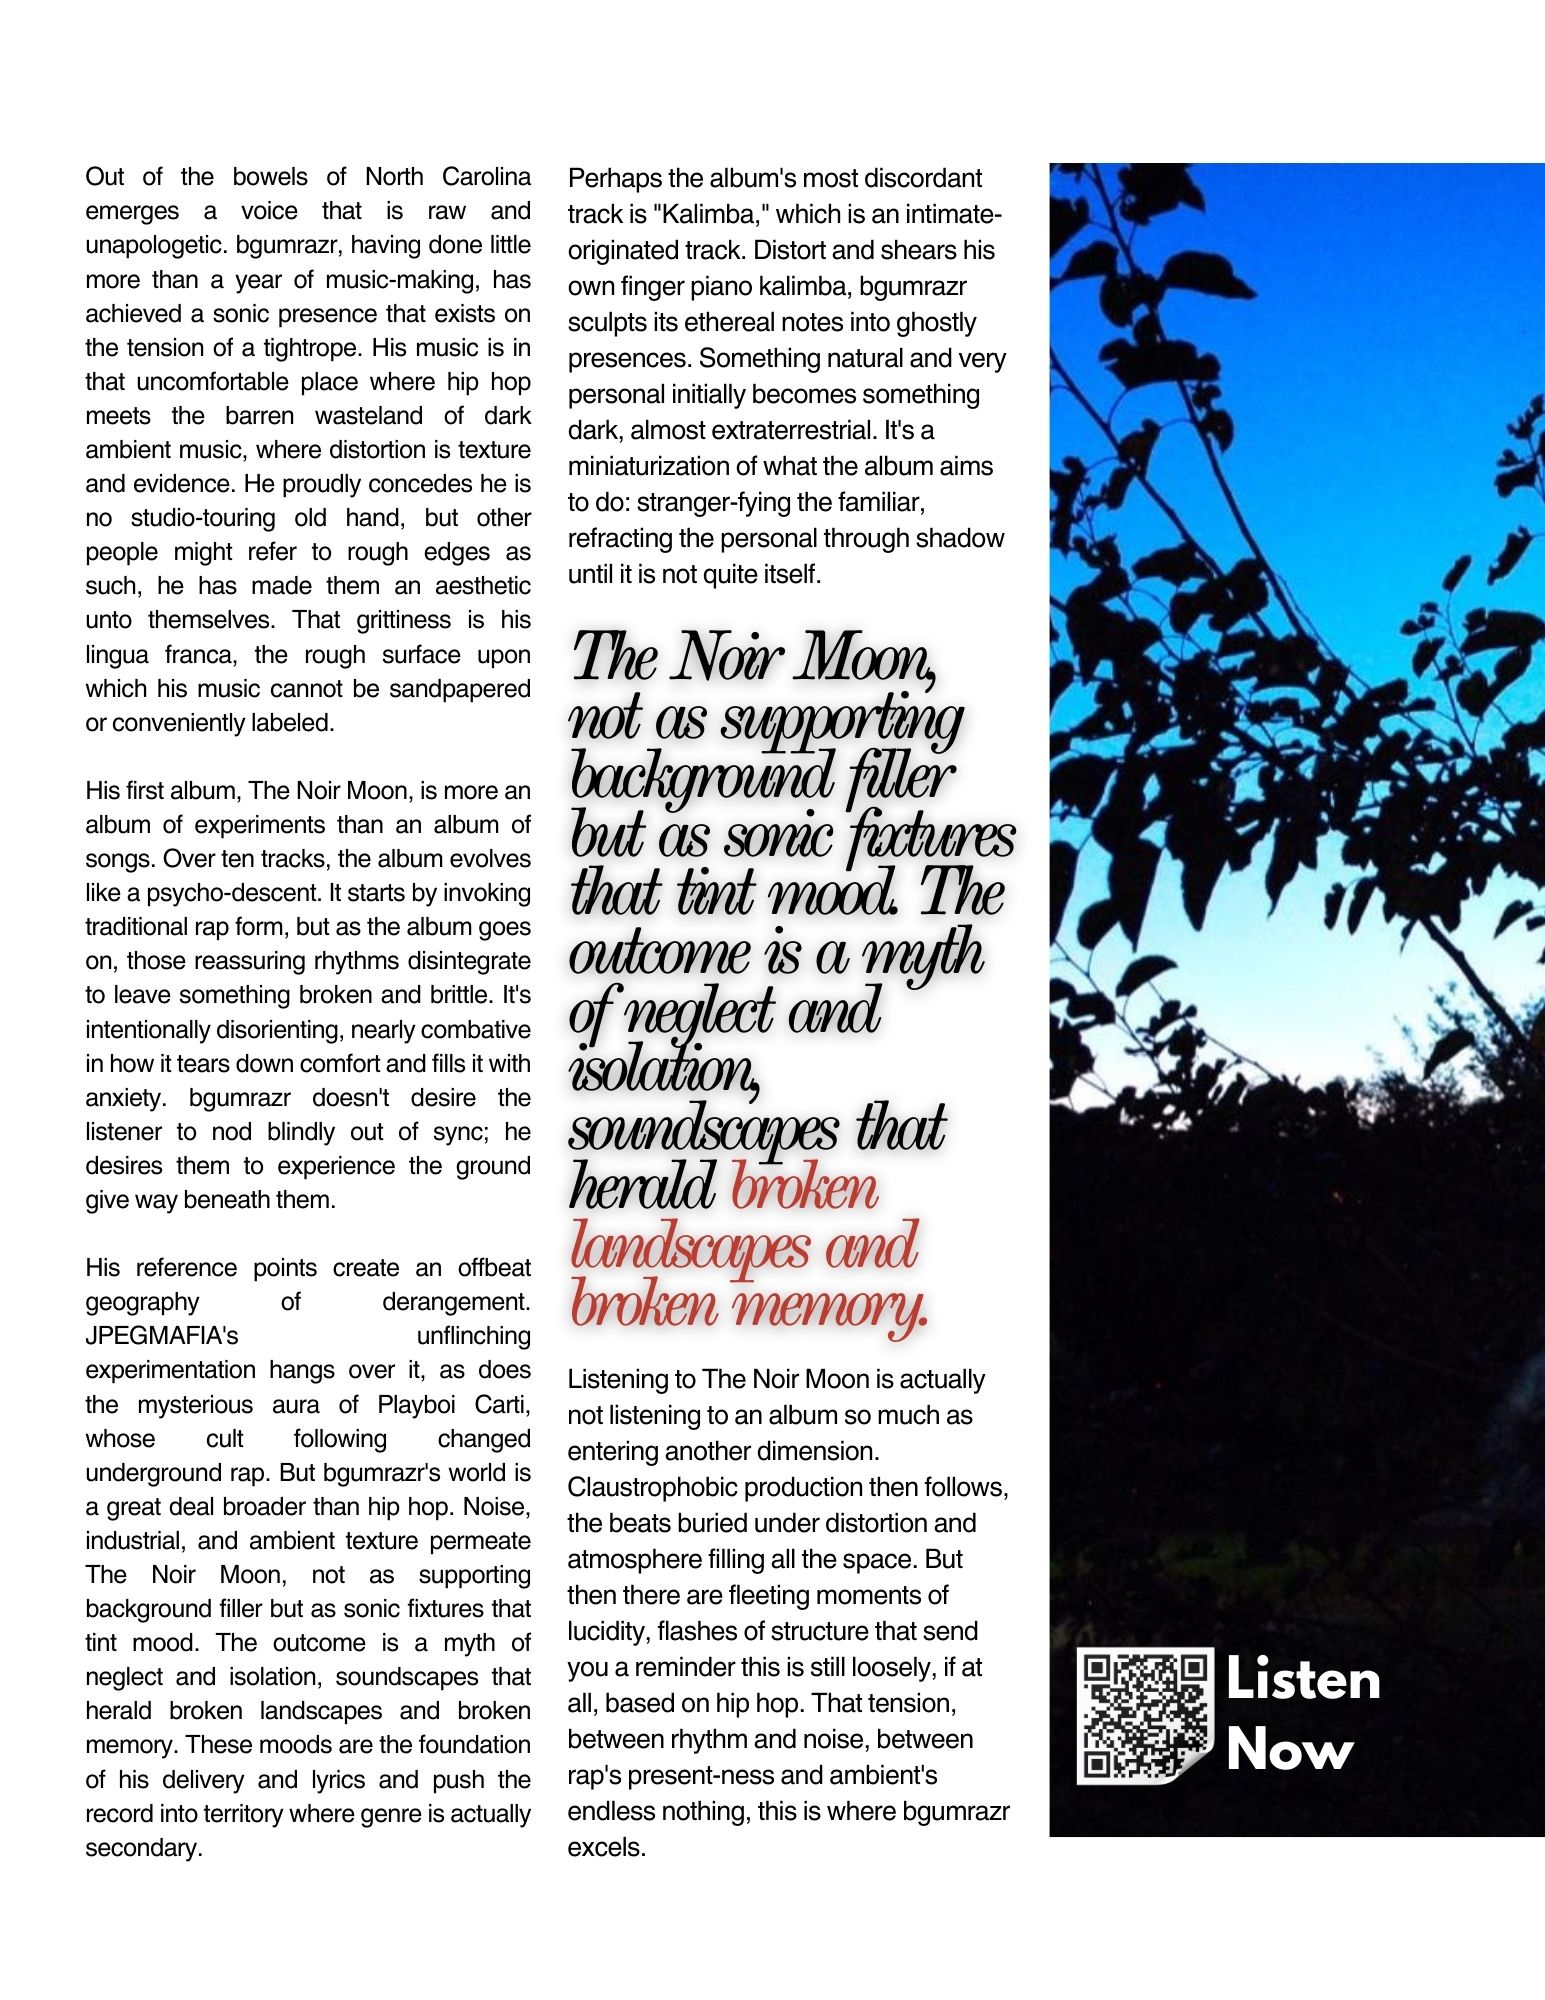 Out of the bowels of North Carolina
emerges a voice that is raw and
unapologetic. bgumrazr, having done little
more than a year of music-making, has
achieved a sonic presence that exists on
the tension of a tightrope. His music is in
that uncomfortable place where hip hop
meets the barren wasteland of dark
ambient music, where distortion is texture
and evidence. He proudly concedes he is
no studio-touring old hand, but other
people might refer to rough edges as
such, he has made them an aesthetic
unto themselves. That grittiness is his
lingua franca, the rough surface upon
which his music cannot be sandpapered
or conveniently labeled.
His first album, The Noir Moon, is more an
album of experiments than an album of
songs. Over ten tracks, the album evolves
like a psycho-descent. It starts by invoking
traditional rap form, but as the album goes
on, those reassuring rhythms disintegrate
to leave something broken and brittle. It's
intentionally disorienting, nearly combative
in how it tears down comfort and fills it with
anxiety. bgumrazr doesn't desire the
listener to nod blindly out of sync; he
desires them to experience the ground
give way beneath them.
His reference points create an offbeat
geography of derangement.
JPEGMAFIA's unflinching
experimentation hangs over it, as does
the mysterious aura of Playboi Carti,
whose cult following changed
underground rap. But bgumrazr's world is
a great deal broader than hip hop. Noise,
industrial, and ambient texture permeate
The Noir Moon, not as supporting
background filler but as sonic fixtures that
tint mood. The outcome is a myth of
neglect and isolation, soundscapes that
herald broken landscapes and broken
memory. These moods are the foundation
of his delivery and lyrics and push the
record into territory where genre is actually
secondary.
Perhaps the album's most discordant
track is "Kalimba," which is an intimate-
originated track. Distort and shears his
own finger piano kalimba, bgumrazr
sculpts its ethereal notes into ghostly
presences. Something natural and very
personal initially becomes something
dark, almost extraterrestrial. It's a
miniaturization of what the album aims
to do: stranger-fying the familiar,
refracting the personal through shadow
until it is not quite itself.
The Noir Moon,
not as supporting
background filler
but as sonic fixtures
that tint mood. The
outcome is a myth
of neglect and
isolation,
soundscapes that
herald broken
landscapes and
broken memory.
Listening to The Noir Moon is actually
not listening to an album so much as
entering another dimension.
Claustrophobic production then follows,
the beats buried under distortion and
atmosphere filling all the space. But
then there are fleeting moments of
lucidity, flashes of structure that send
you a reminder this is still loosely, if at
all, based on hip hop. That tension,
between rhythm and noise, between
rap's present-ness and ambient's
endless nothing, this is where bgumrazr
excels.
Listen
Now